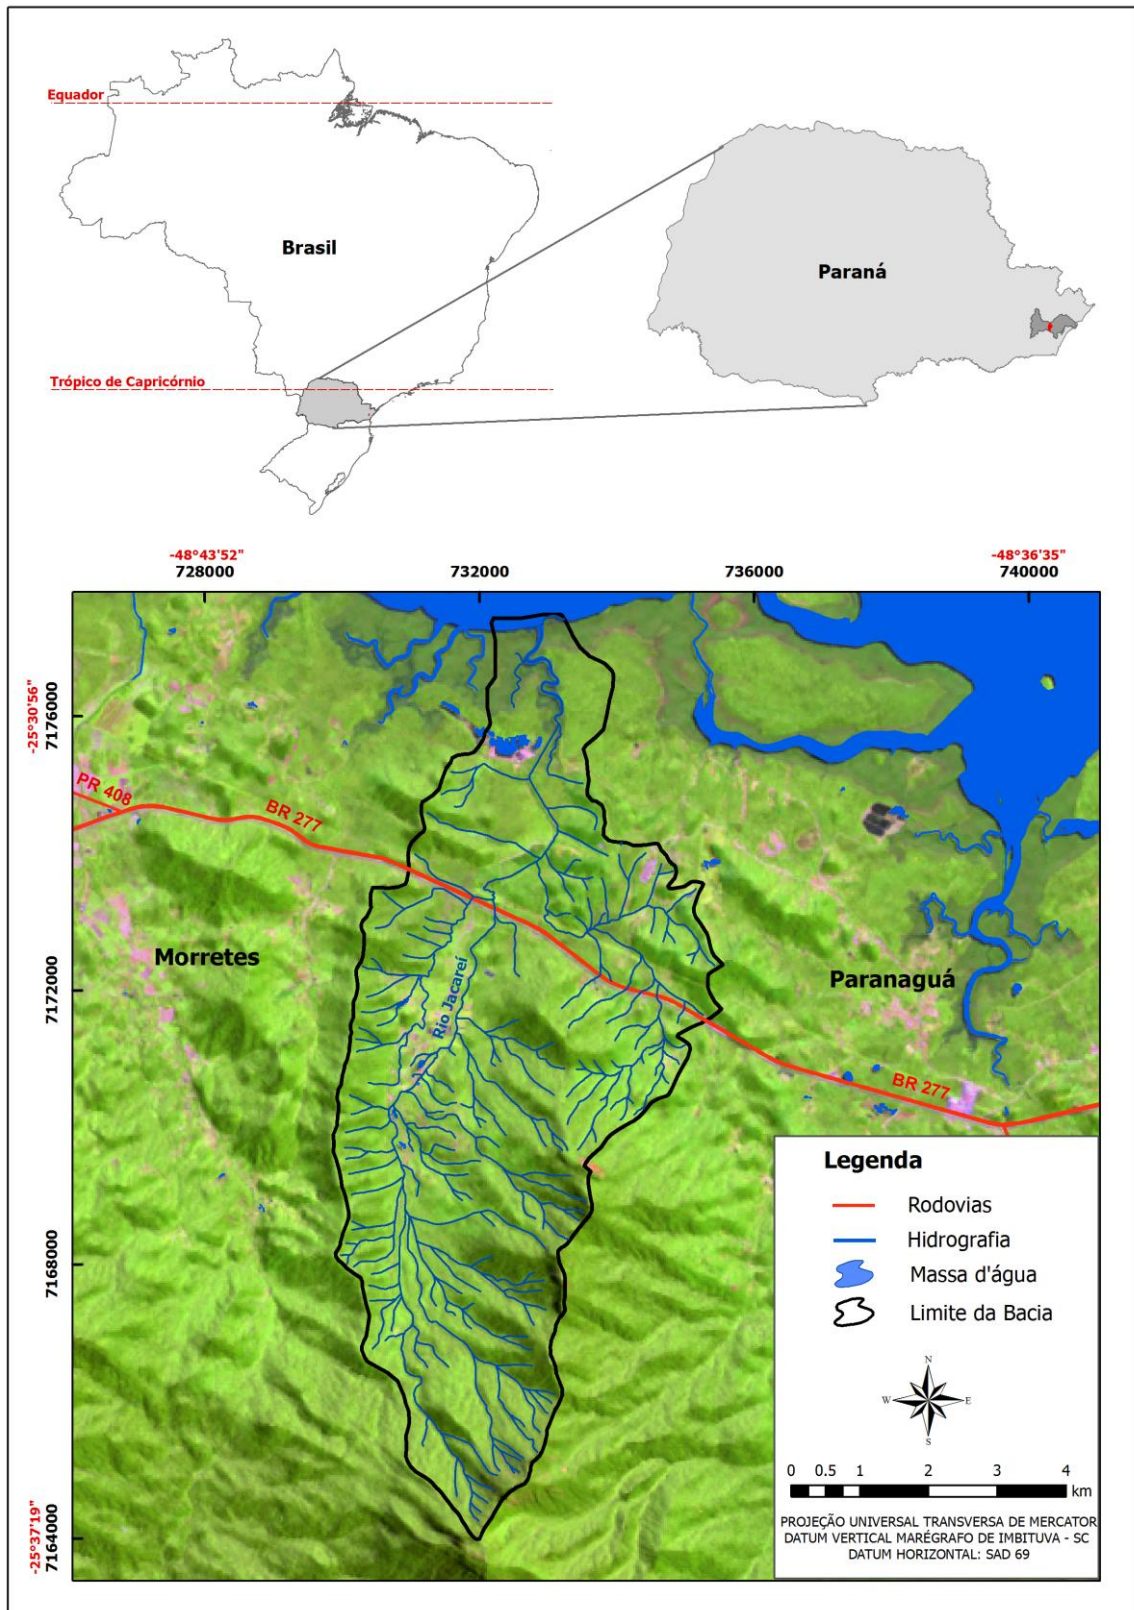 Equador
Brasil
Paraná
Trópico de Capricórnio
-48°43'52"
-48°36'35"
728000
732000
736000
740000
-25°30'56"
7176000
PR 408
BR 277
Morretes
Rio Jacareí
Paranaguá
7172000
BR 277
7168000
-25°37'19"
7164000
Legenda
Rodovias
Hidrografia
Massa d'água
Limite da Bacia
N
W
E
S
0 0.5 1 2 3 4
km
PROJEÇÃO UNIVERSAL TRANSVERSA DE MERCATOR
DATUM VERTICAL MARÉGRAFO DE IMBITUVA - SC
DATUM HORIZONTAL: SAD 69